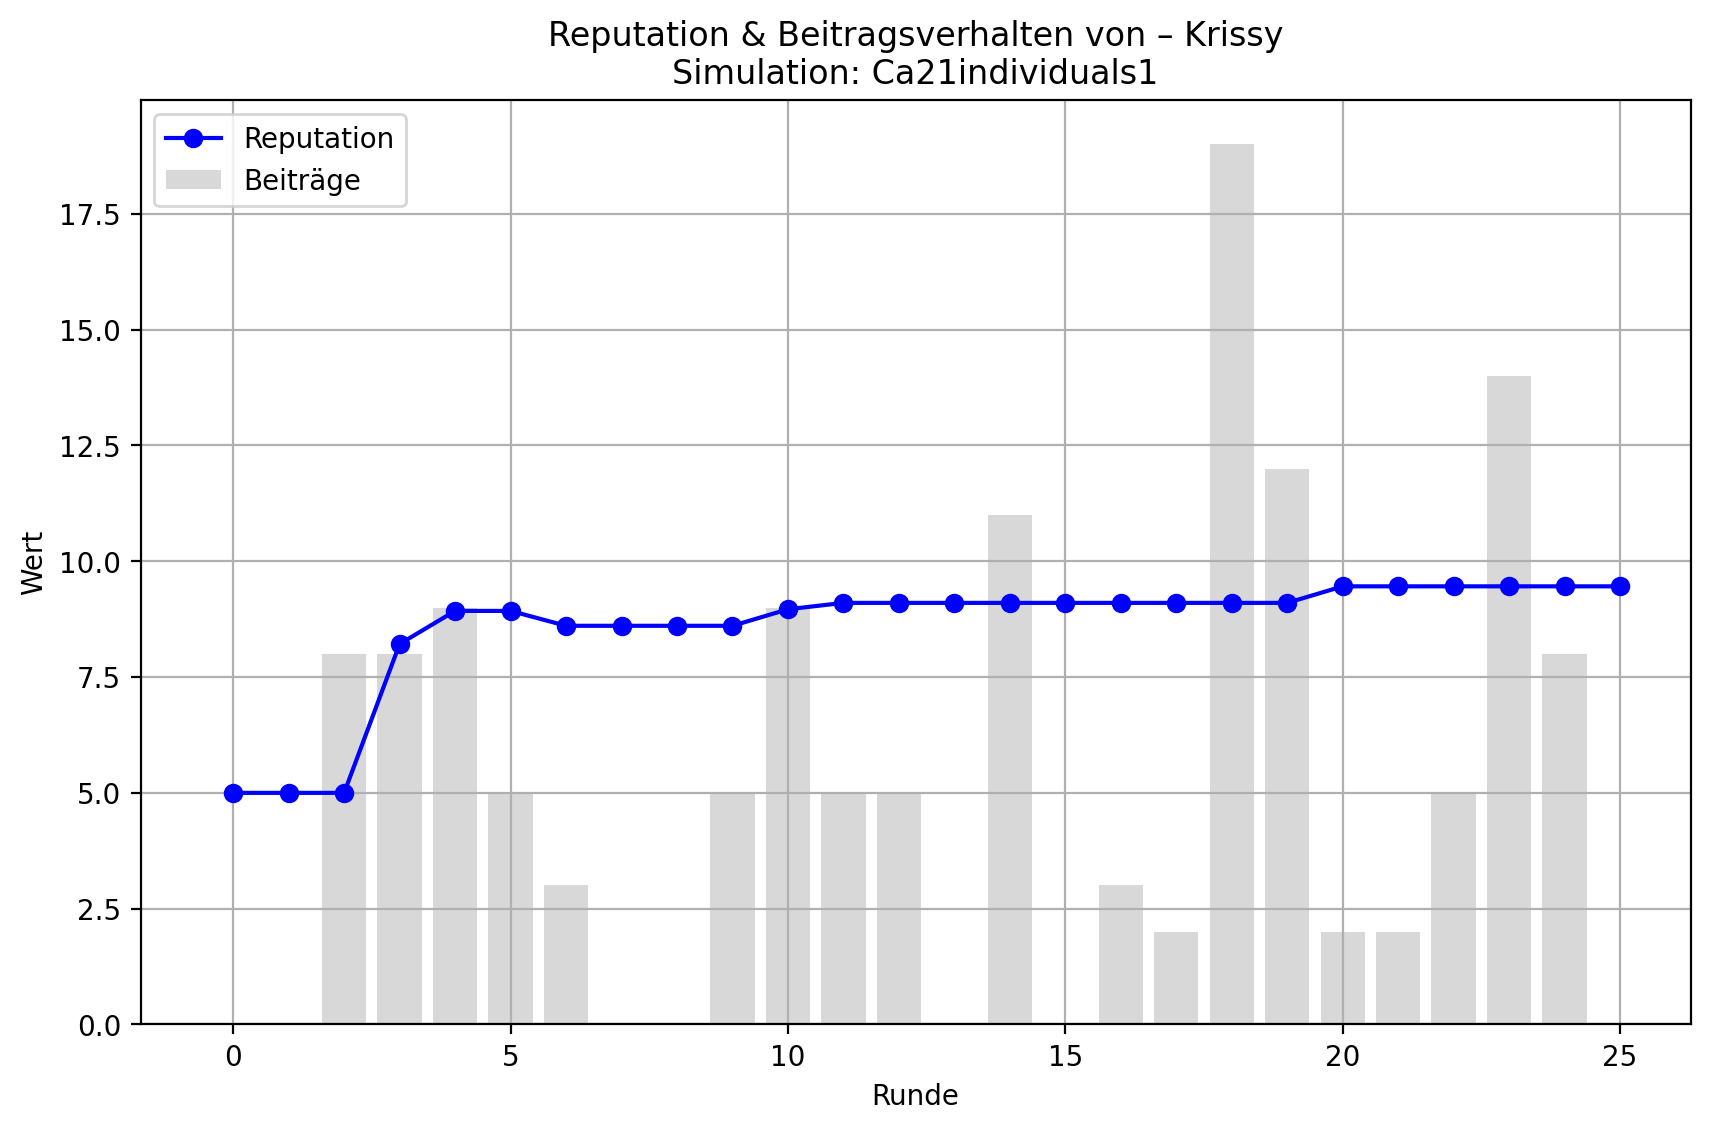 Reputation & Beitragsverhalten von – Krissy
Simulation: Ca21individuals1
Reputation
Beiträge
Wert
17.5
15.0
12.5
10.0
7.5
5.0
2.5
0.0
0 5 10 15 20 25
Runde